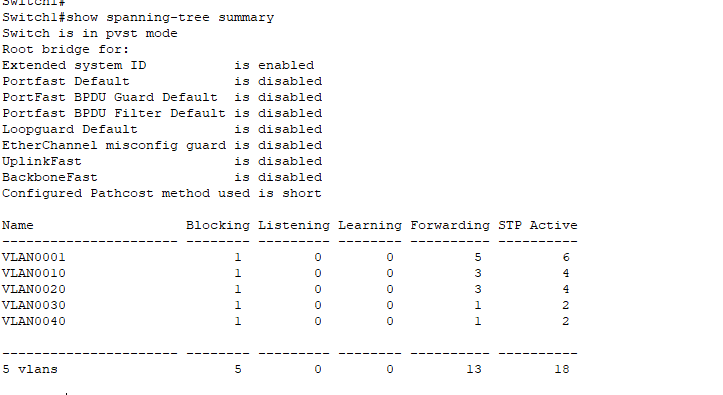 Switch1#
Switch1#show spanning-tree summary
Switch is in pvst mode
Root bridge for:
Extended system ID           is enabled
Portfast Default             is disabled
PortFast BPDU Guard Default  is disabled
Portfast BPDU Filter Default is disabled
Loopguard Default            is disabled
EtherChannel misconfig guard is disabled
UplinkFast                   is disabled
BackboneFast                 is disabled
Configured Pathcost method used is short

Name                   Blocking Listening Learning Forwarding STP Active
---------------------- -------- --------- -------- ---------- ----------
VLAN0001                     1         0        0          5          6
VLAN0010                     1         0        0          3          4
VLAN0020                     1         0        0          3          4
VLAN0030                     1         0        0          1          2
VLAN0040                     1         0        0          1          2

---------------------- -------- --------- -------- ---------- ----------
5 vlans                      5         0        0         13         18